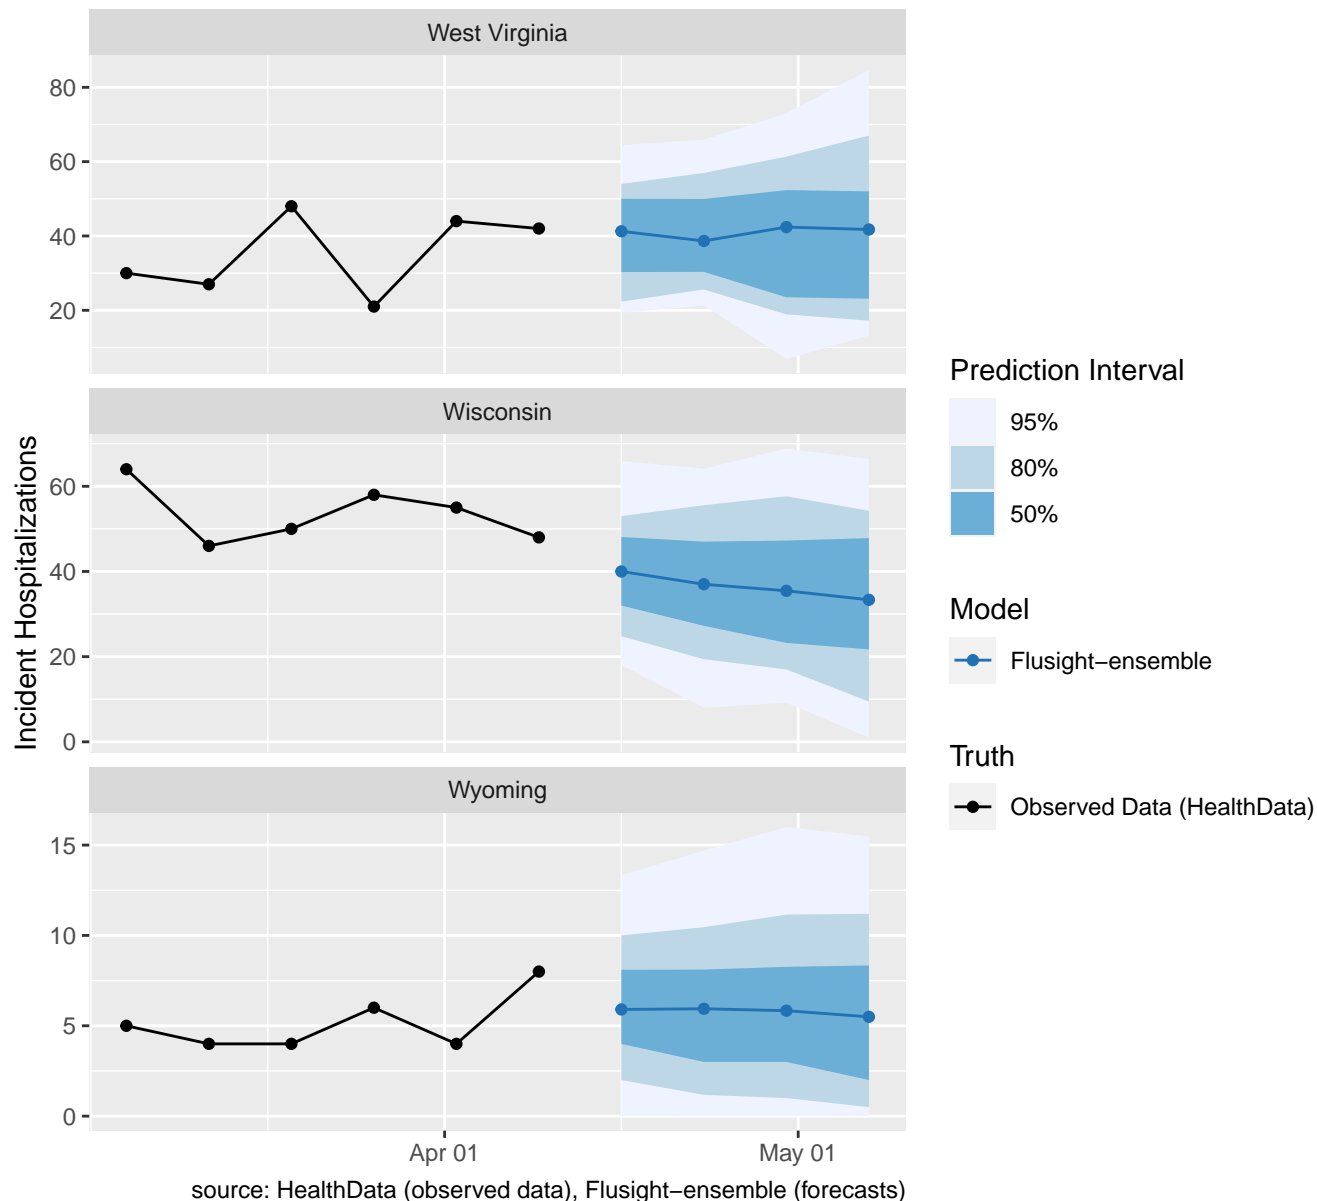 West Virginia
80
60
40
20
Wisconsin
60
40
20
0
Wyoming
15
10
5
0
Apr 01
May 01
Incident Hospitalizations
source: HealthData (observed data), Flusight−ensemble (forecasts)
Prediction Interval
95%
80%
50%
Model
Flusight−ensemble
Truth
Observed Data (HealthData)